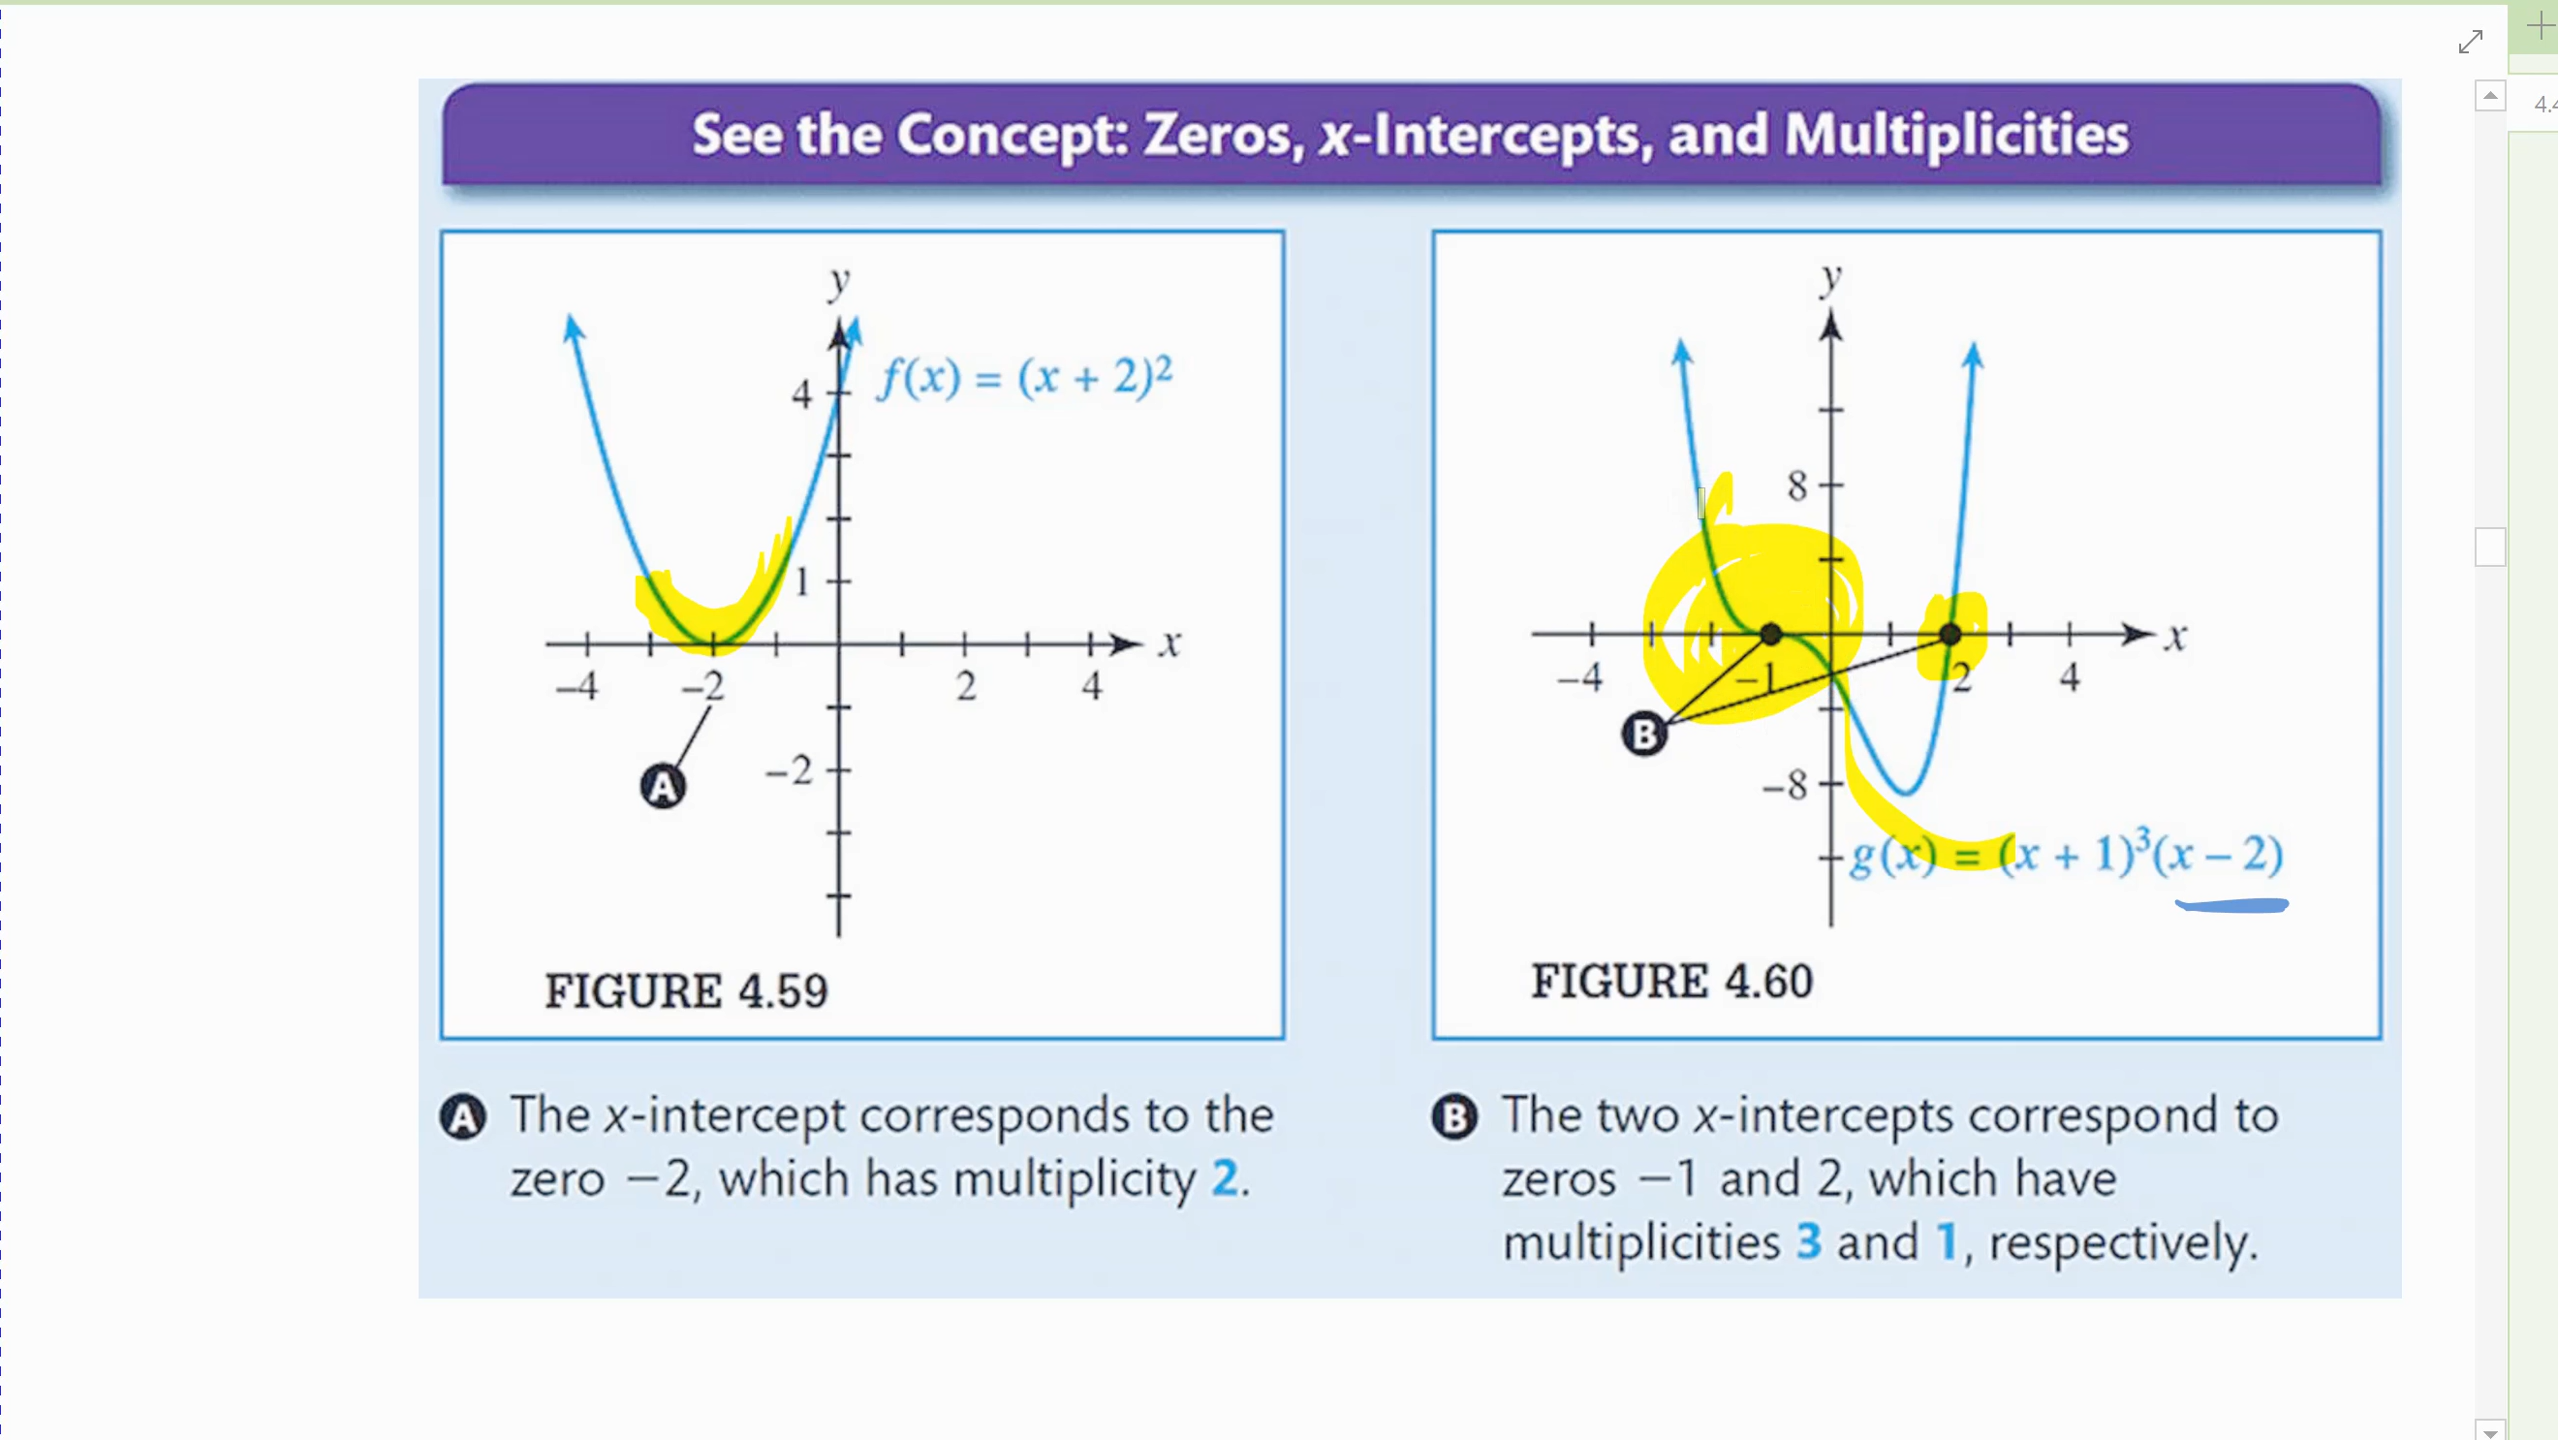 See the Concept: Zeros, x-Intercepts, and Multiplicities
y
f(x) = (x + 2)²
4
1
x
−4
−2
2
4
−2
A
FIGURE 4.59
y
8
x
−4
−1
2
4
B
−8
g(x) = (x + 1)³(x − 2)
FIGURE 4.60
A The x-intercept corresponds to the
zero −2, which has multiplicity 2.
B The two x-intercepts correspond to
zeros −1 and 2, which have
multiplicities 3 and 1, respectively.